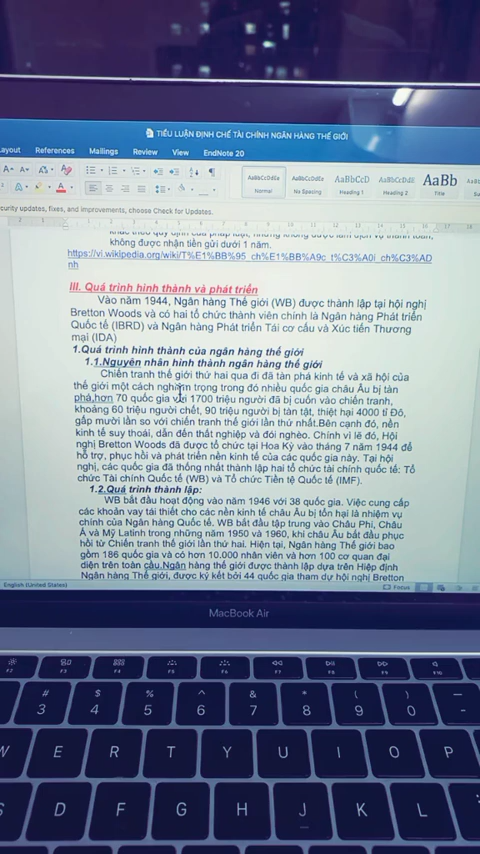 TIỂU LUẬN ĐỊNH CHẾ TÀI CHÍNH NGÂN HÀNG THẾ GIỚI
ayout References Mailings Review View EndNote 20
AaBbCcDdEe AaBbCcDdEe AaBbCcD AaBbCcDdE AaBb
Normal No Spacing Heading 1 Heading 2 Title
curity updates, fixes, and improvements, choose Check for Updates.
không được nhận tiền gửi dưới 1 năm.
https://vi.wikipedia.org/wiki/T%E1%BB%95_ch%E1%BB%A9c_t%C3%A0i_ch%C3%AD
nh
III. Quá trình hình thành và phát triển
Vào năm 1944, Ngân hàng Thế giới (WB) được thành lập tại hội nghị
Bretton Woods và có hai tổ chức thành viên chính là Ngân hàng Phát triển
Quốc tế (IBRD) và Ngân hàng Phát triển Tái cơ cấu và Xúc tiến Thương
mại (IDA)
1.Quá trình hình thành của ngân hàng thế giới
1.1.Nguyên nhân hình thành ngân hàng thế giới
Chiến tranh thế giới thứ hai qua đi đã tàn phá kinh tế và xã hội của
thế giới một cách nghiêm trọng trong đó nhiều quốc gia châu Âu bị tàn
phá,hơn 70 quốc gia với 1700 triệu người đã bị cuốn vào chiến tranh,
khoảng 60 triệu người chết, 90 triệu người bị tàn tật, thiệt hại 4000 tỉ Đô,
gấp mười lần so với chiến tranh thế giới lần thứ nhất.Bên cạnh đó, nền
kinh tế suy thoái, dẫn đến thất nghiệp và đói nghèo. Chính vì lẽ đó, Hội
nghị Bretton Woods đã được tổ chức tại Hoa Kỳ vào tháng 7 năm 1944 để
hỗ trợ, phục hồi và phát triển nền kinh tế của các quốc gia này. Tại hội
nghị, các quốc gia đã thống nhất thành lập hai tổ chức tài chính quốc tế: Tổ
chức Tài chính Quốc tế (WB) và Tổ chức Tiền tệ Quốc tế (IMF).
1.2.Quá trình thành lập:
WB bắt đầu hoạt động vào năm 1946 với 38 quốc gia. Việc cung cấp
các khoản vay tái thiết cho các nền kinh tế châu Âu bị tổn hại là nhiệm vụ
chính của Ngân hàng Quốc tế. WB bắt đầu tập trung vào Châu Phi, Châu
Á và Mỹ Latinh trong những năm 1950 và 1960, khi châu Âu bắt đầu phục
hồi từ Chiến tranh thế giới lần thứ hai. Hiện tại, Ngân hàng Thế giới bao
gồm 186 quốc gia và có hơn 10.000 nhân viên và hơn 100 cơ quan đại
diện trên toàn cầu.Ngân hàng thế giới được thành lập dựa trên Hiệp định
Ngân hàng Thế giới, được ký kết bởi 44 quốc gia tham dự hội nghị Bretton
English (United States) Focus
MacBook Air
F2 F3 F4 F5 F6 F7 F8 F9 F10
# $ % ^ & * ( ) —
3 4 5 6 7 8 9 0 -
W E R T Y U I O P
S D F G H J K L